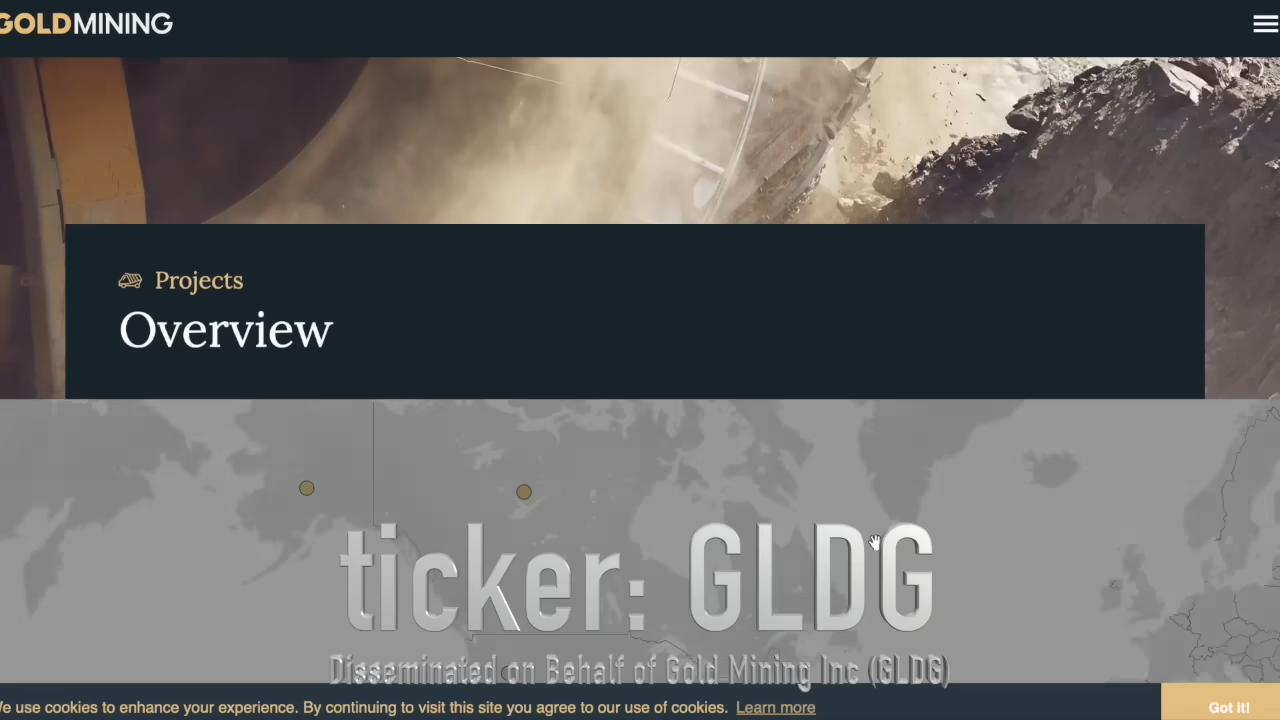 GOLDMINING
Projects
Overview
ticker: GLDG
Disseminated on Behalf of Gold Mining Inc (GLDG)
We use cookies to enhance your experience. By continuing to visit this site you agree to our use of cookies. Learn more
Got it!